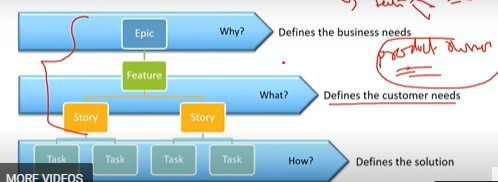 Epic
Why?
Defines the business needs
product owner
Feature
What?
Defines the customer needs
Story
Story
Task
Task
Task
Task
How?
Defines the solution
MORE VIDEOS